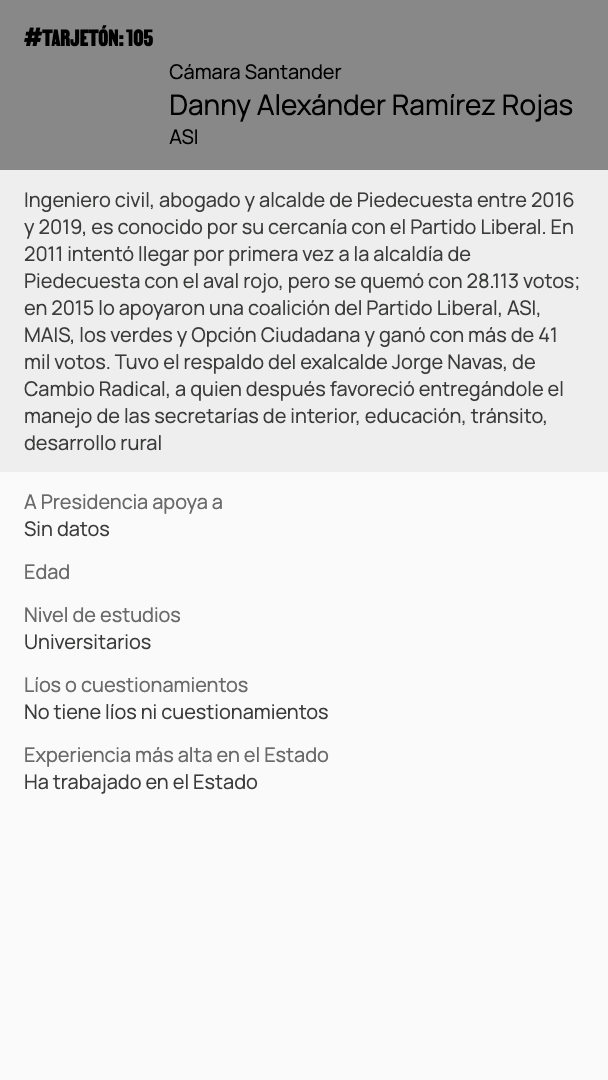 #TARJETÓN: 105
Cámara Santander
Danny Alexánder Ramírez Rojas
ASI
Ingeniero civil, abogado y alcalde de Piedecuesta entre 2016
y 2019, es conocido por su cercanía con el Partido Liberal. En
2011 intentó llegar por primera vez a la alcaldía de
Piedecuesta con el aval rojo, pero se quemó con 28.113 votos;
en 2015 lo apoyaron una coalición del Partido Liberal, ASI,
MAIS, los verdes y Opción Ciudadana y ganó con más de 41
mil votos. Tuvo el respaldo del exalcalde Jorge Navas, de
Cambio Radical, a quien después favoreció entregándole el
manejo de las secretarías de interior, educación, tránsito,
desarrollo rural
A Presidencia apoya a
Sin datos
Edad
Nivel de estudios
Universitarios
Líos o cuestionamientos
No tiene líos ni cuestionamientos
Experiencia más alta en el Estado
Ha trabajado en el Estado